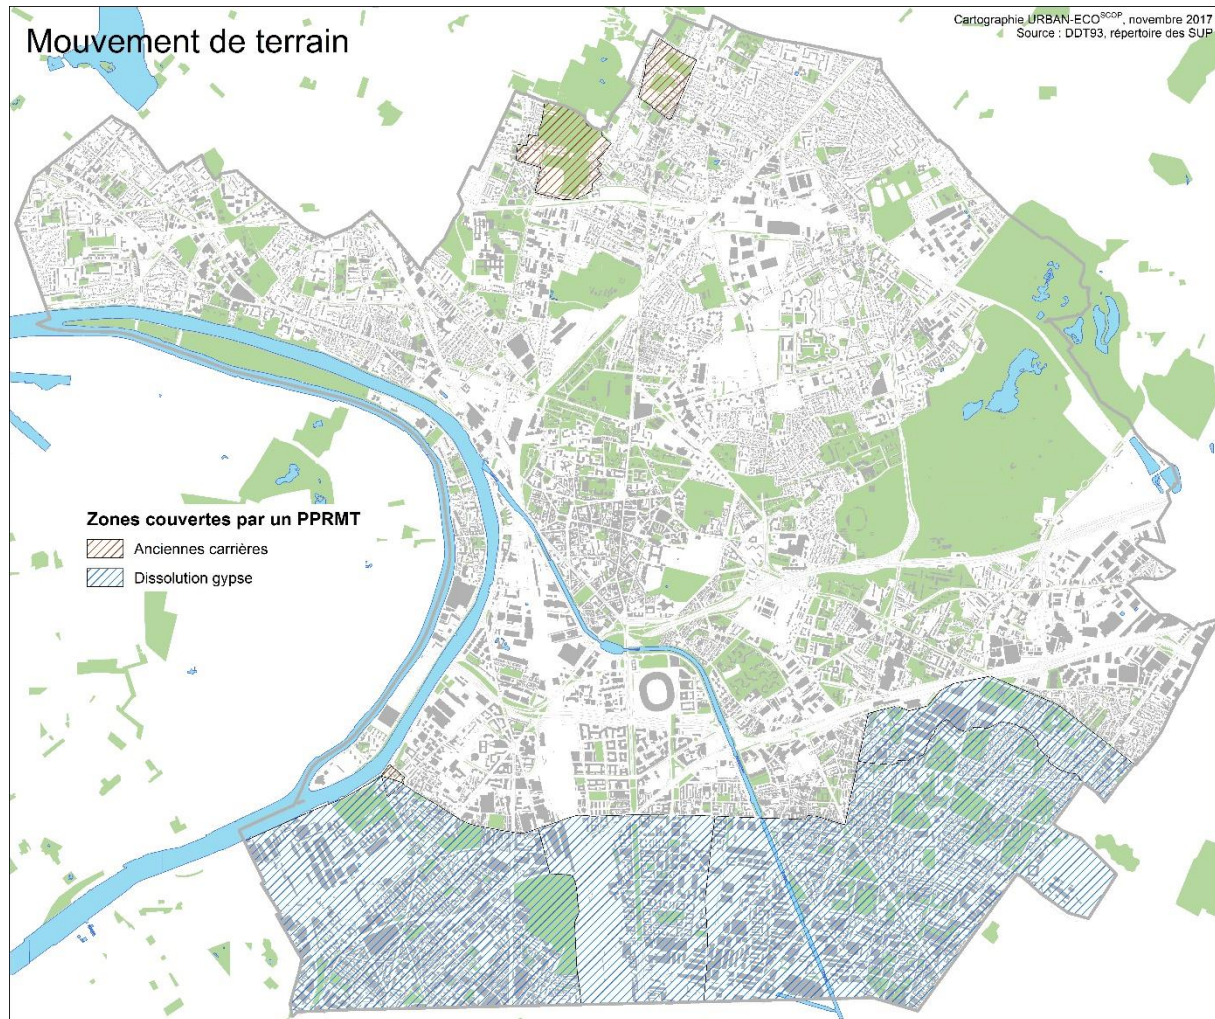 Mouvement de terrain
Cartographie URBAN-ECOSCOP, novembre 2017
Source : DDT93, répertoire des SUP
Zones couvertes par un PPRMT
Anciennes carrières
Dissolution gypse